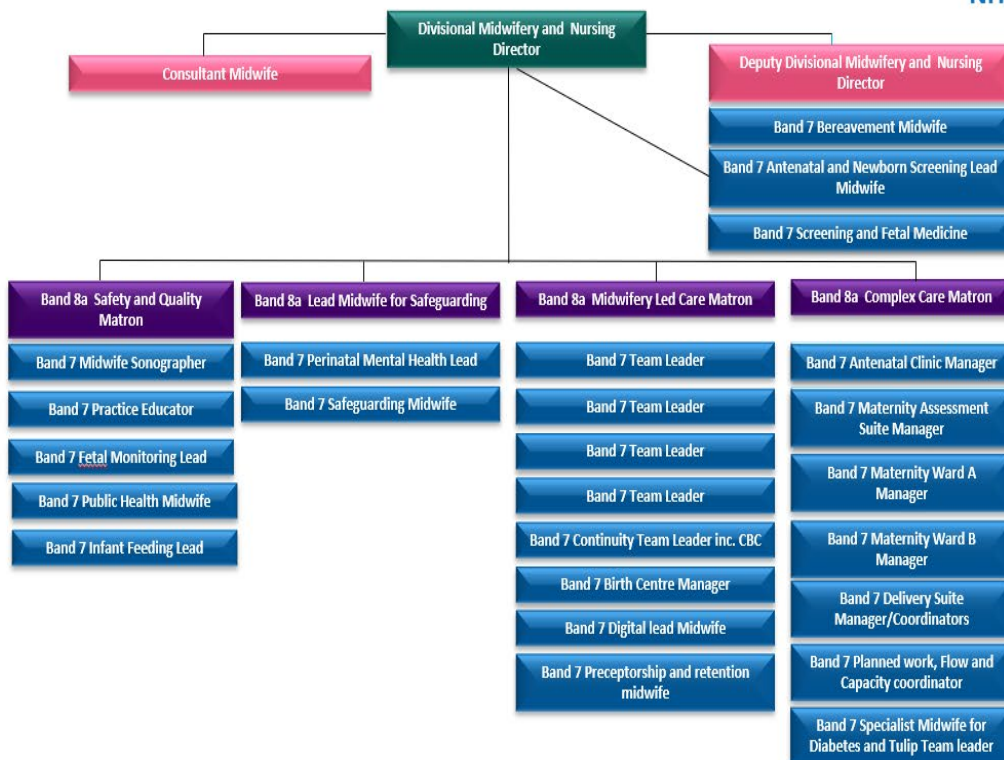 Divisional Midwifery and Nursing
Director
Consultant Midwife
Deputy Divisional Midwifery and Nursing
Director
Band 7 Bereavement Midwife
Band 7 Antenatal and Newborn Screening Lead
Midwife
Band 7 Screening and Fetal Medicine
Band 8a Safety and Quality
Matron
Band 7 Midwife Sonographer
Band 7 Practice Educator
Band 7 Fetal Monitoring Lead
Band 7 Public Health Midwife
Band 7 Infant Feeding Lead
Band 8a Lead Midwife for Safeguarding
Band 7 Perinatal Mental Health Lead
Band 7 Safeguarding Midwife
Band 8a Midwifery Led Care Matron
Band 7 Team Leader
Band 7 Team Leader
Band 7 Team Leader
Band 7 Team Leader
Band 7 Continuity Team Leader inc. CBC
Band 7 Birth Centre Manager
Band 7 Digital lead Midwife
Band 7 Preceptorship and retention
midwife
Band 8a Complex Care Matron
Band 7 Antenatal Clinic Manager
Band 7 Maternity Assessment
Suite Manager
Band 7 Maternity Ward A
Manager
Band 7 Maternity Ward B
Manager
Band 7 Delivery Suite
Manager/Coordinators
Band 7 Planned work, Flow and
Capacity coordinator
Band 7 Specialist Midwife for
Diabetes and Tulip Team leader